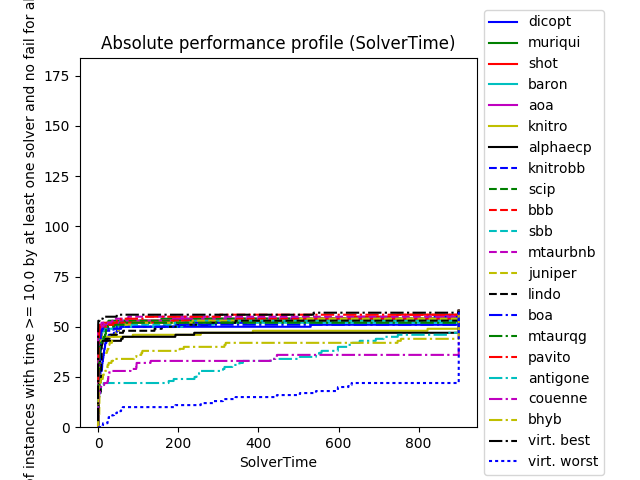 Absolute performance profile (SolverTime)
of instances with time >= 10.0 by at least one solver and no fail for
175
150
125
100
75
50
25
0
0
200
400
600
800
SolverTime
dicopt
muriqui
shot
baron
aoa
knitro
alphaecp
knitrobb
scip
bbb
sbb
mtaurbnb
juniper
lindo
boa
mtaurqg
pavito
antigone
couenne
bhyb
virt. best
virt. worst